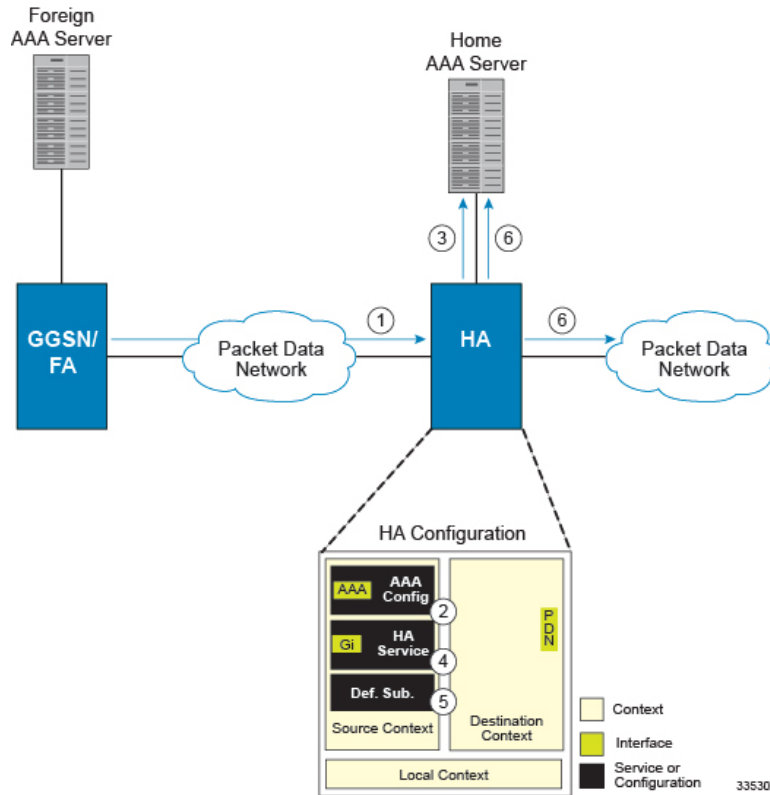 Foreign
AAA Server
Home
AAA Server
3
6
GGSN/
FA
1
Packet Data
Network
HA
6
Packet Data
Network
HA Configuration
AAA
AAA
Config
2
Gi
HA
Service
4
Def. Sub.
5
Source Context
PDN
Destination
Context
Local Context
Context
Interface
Service or
Configuration
33530